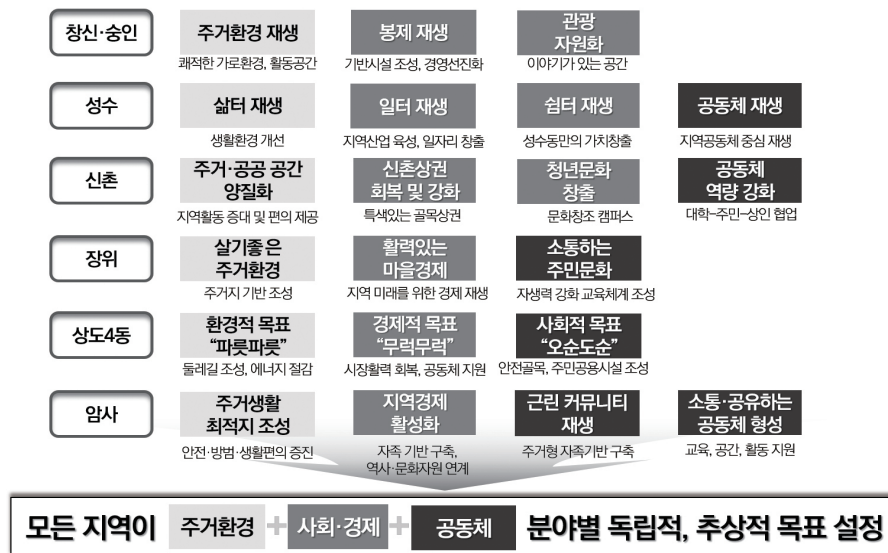 창신·숭인
주거환경 재생
쾌적한 가로환경, 활동공간
봉제 재생
기반시설 조성, 경영선진화
관광
자원화
이야기가 있는 공간
성수
삶터 재생
생활환경 개선
일터 재생
지역산업 육성, 일자리 창출
쉼터 재생
성수동만의 가치창출
공동체 재생
지역공동체 중심 재생
신촌
주거·공공 공간
양질화
지역활동 증대 및 편의 제공
신촌상권
회복 및 강화
특색있는 골목상권
청년문화
창출
문화창조 캠퍼스
공동체
역량 강화
대학-주민-상인 협업
장위
살기좋은
주거환경
주거지 기반 조성
활력있는
마을경제
지역 미래를 위한 경제 재생
소통하는
주민문화
자생력 강화 교육체계 조성
상도4동
환경적 목표
“파릇파릇”
둘레길 조성, 에너지 절감
경제적 목표
“무럭무럭”
시장활력 회복, 공동체 지원
사회적 목표
“오순도순”
안전골목, 주민공용시설 조성
암사
주거생활
최적지 조성
안전·방범·생활편의 증진
지역경제
활성화
자족 기반 구축,
역사·문화자원 연계
근린 커뮤니티
재생
주거형 자족기반 구축
소통·공유하는
공동체 형성
교육, 공간, 활동 지원
모든 지역이 주거환경 + 사회·경제 + 공동체 분야별 독립적, 추상적 목표 설정